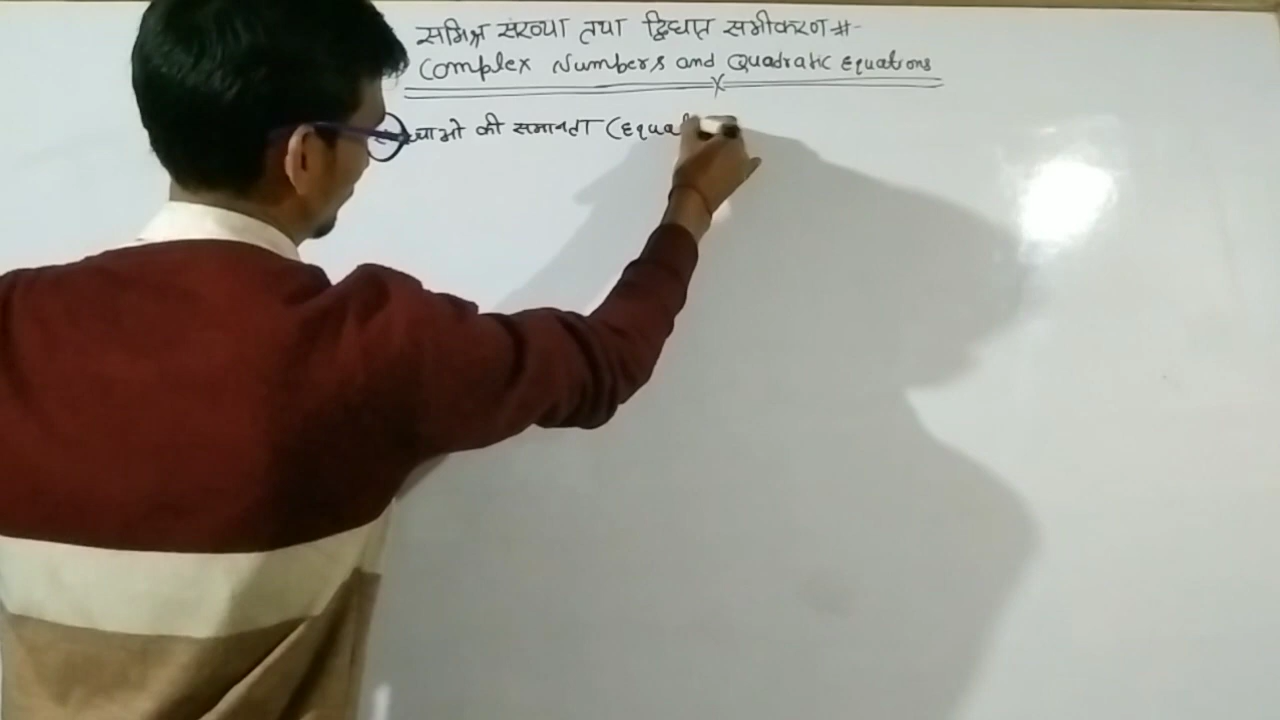 समिश्र संख्या तथा द्विघात समीकरण #-
Complex Numbers and Quadratic Equations
की समानता (Equa